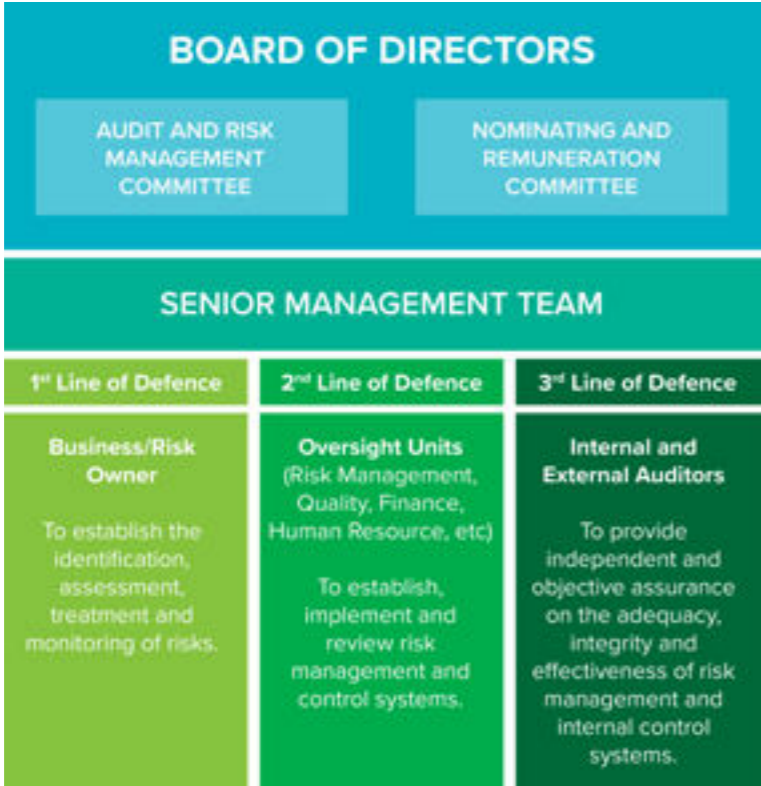 BOARD OF DIRECTORS
AUDIT AND RISK
MANAGEMENT
COMMITTEE
NOMINATING AND
REMUNERATION
COMMITTEE
SENIOR MANAGEMENT TEAM
1st Line of Defence
Business/Risk
Owner
To establish the
identification,
assessment,
treatment and
monitoring of risks.
2nd Line of Defence
Oversight Units
(Risk Management,
Quality, Finance,
Human Resource, etc)
To establish,
implement and
review risk
management and
control systems.
3rd Line of Defence
Internal and
External Auditors
To provide
independent and
objective assurance
on the adequacy,
integrity and
effectiveness of risk
management and
internal control
systems.